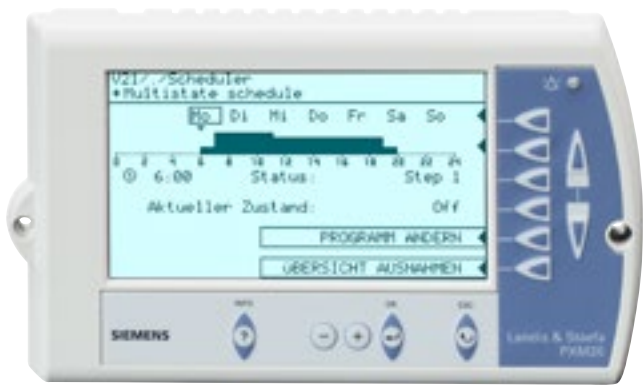 V21/./Scheduler
*Multistate schedule
Mo Di Mi Do Fr Sa So
0 2 4 6 8 10 12 14 16 18 20 22 24
6:00 Status: Step 1
Aktueller Zustand: Off
PROGRAMM ANDERN
ÜBERSICHT AUSNAHMEN
INFO OK ESC
SIEMENS ? − +
Landis & Staefa
PXM20